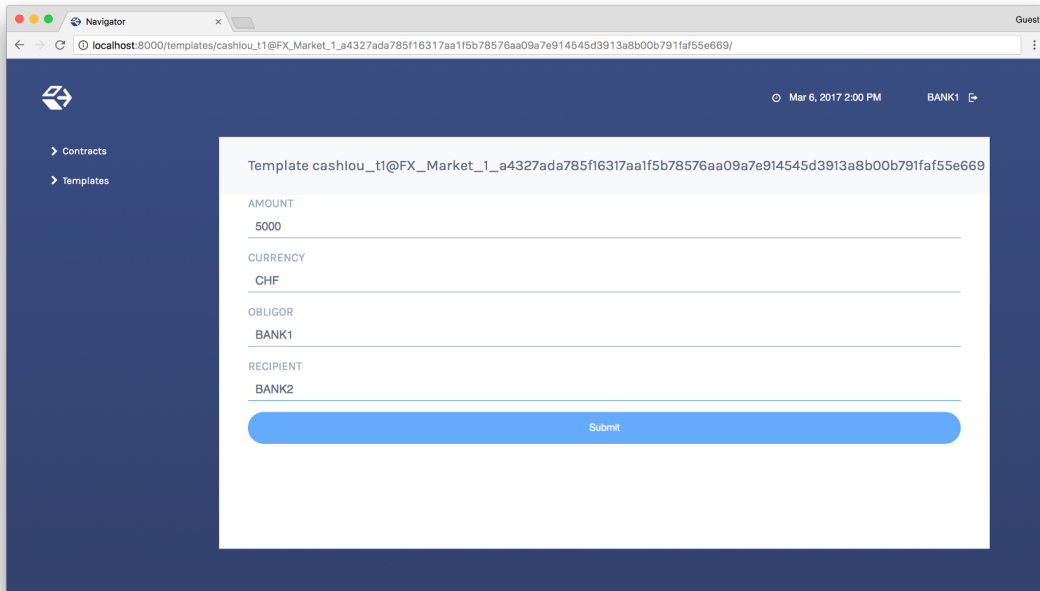 Navigator
Guest
localhost:8000/templates/cashIou_t1@FX_Market_1_a4327ada785f16317aa1f5b78576aa09a7e914545d3913a8b00b791faf55e669/
Mar 6, 2017 2:00 PM
BANK1
Contracts
Templates
Template cashIou_t1@FX_Market_1_a4327ada785f16317aa1f5b78576aa09a7e914545d3913a8b00b791faf55e669
AMOUNT
5000
CURRENCY
CHF
OBLIGOR
BANK1
RECIPIENT
BANK2
Submit